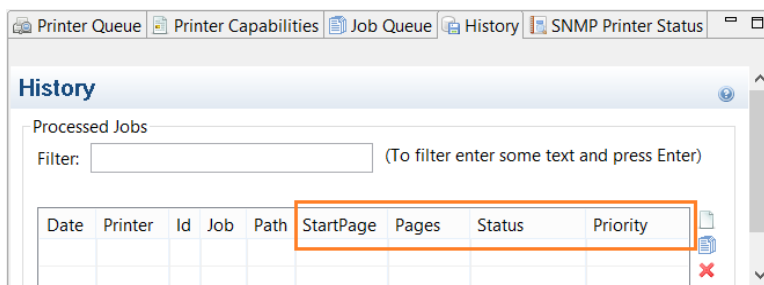 Printer Queue Printer Capabilities Job Queue History SNMP Printer Status
History
Processed Jobs
Filter: (To filter enter some text and press Enter)
Date Printer Id Job Path StartPage Pages Status Priority